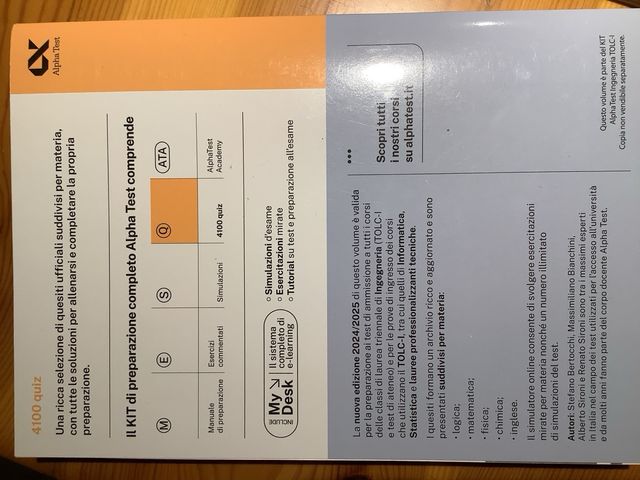 Alpha Test
4100 quiz
Una ricca selezione di quesiti ufficiali suddivisi per materia,
con tutte le soluzioni per allenarsi e completare la propria
preparazione.
Il KIT di preparazione completo Alpha Test comprende
M E S Q ATA
Manuale
di preparazione
Esercizi
commentati
Simulazioni
4100 quiz
AlphaTest
Academy
INCLUDE
My
Desk
Il sistema
completo di
e-learning
Simulazioni d'esame
Esercitazioni mirate
Tutorial su test e preparazione all'esame
La nuova edizione 2024/2025 di questo volume è valida
per la preparazione ai test di ammissione a tutti i corsi
delle classi di laurea triennale di Ingegneria (TOLC-I
e test di ateneo) e per le prove di ingresso dei corsi
che utilizzano il TOLC-I, tra cui quelli di informatica,
Statistica e lauree professionalizzanti tecniche.
I quesiti formano un archivio ricco e aggiornato e sono
presentati suddivisi per materia:
· logica;
· matematica;
· fisica;
· chimica;
· inglese.
Il simulatore online consente di svolgere esercitazioni
mirate per materia nonché un numero illimitato
di simulazioni del test.
Autori: Stefano Bertocchi, Massimiliano Bianchini,
Alberto Sironi e Renato Sironi sono tra i massimi esperti
in Italia nel campo dei test utilizzati per l'accesso all'università
e da molti anni fanno parte del corpo docente Alpha Test.
Scopri tutti
i nostri corsi
su alphatest.it
Questo volume è parte del KIT
AlphaTest Ingegneria TOLC-I
Copia non vendibile separatamente.